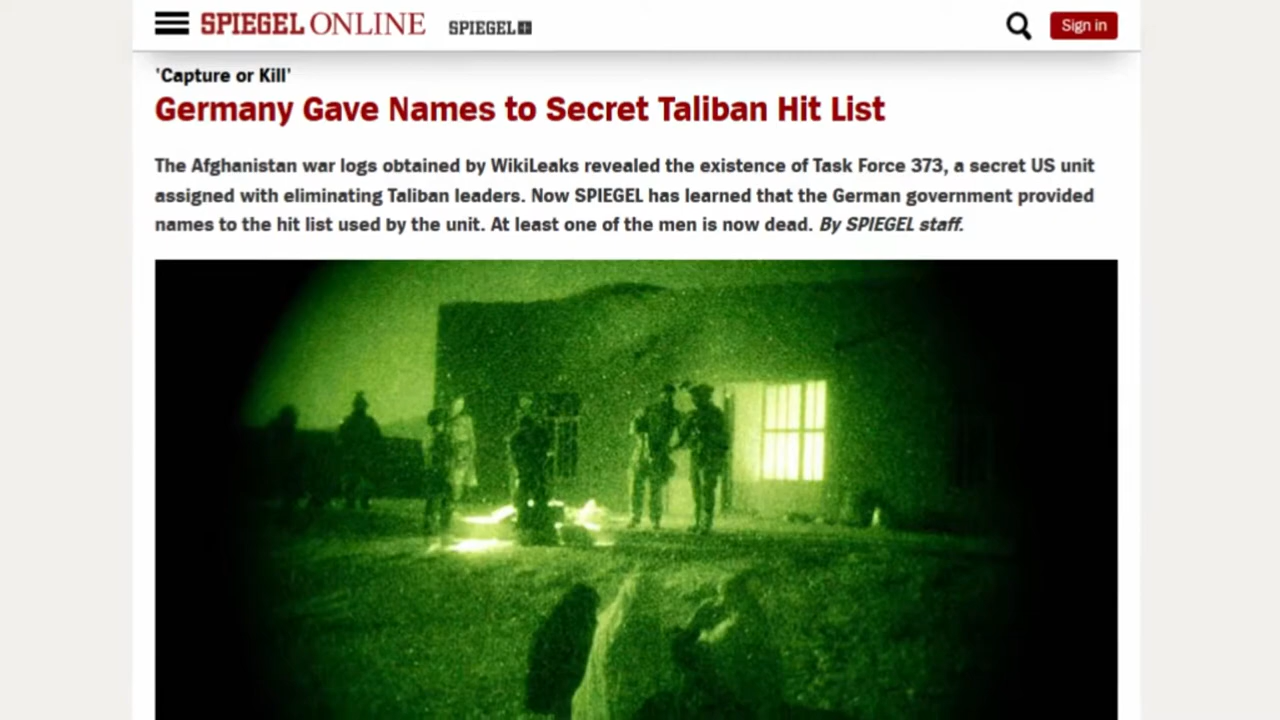 SPIEGEL ONLINE SPIEGEL+ Sign in
'Capture or Kill'
Germany Gave Names to Secret Taliban Hit List
The Afghanistan war logs obtained by WikiLeaks revealed the existence of Task Force 373, a secret US unit
assigned with eliminating Taliban leaders. Now SPIEGEL has learned that the German government provided
names to the hit list used by the unit. At least one of the men is now dead. By SPIEGEL staff.